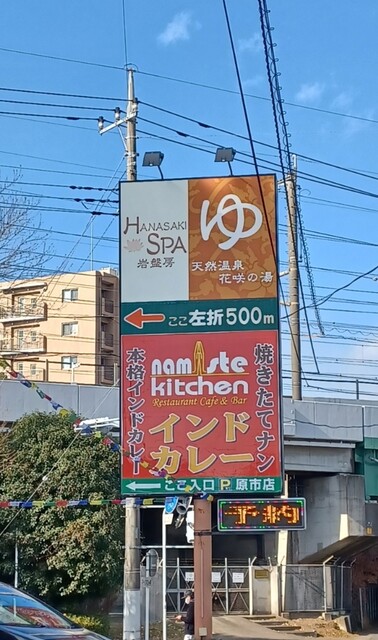 HANASAKI
SPA
岩盤房
ゆ
天然温泉
花咲の湯
ここ左折500m
本格インドカレー
namaste
kitchen
Restaurant Cafe & Bar
インド
カレー
焼きたてナン
ここ入口 P 原市店